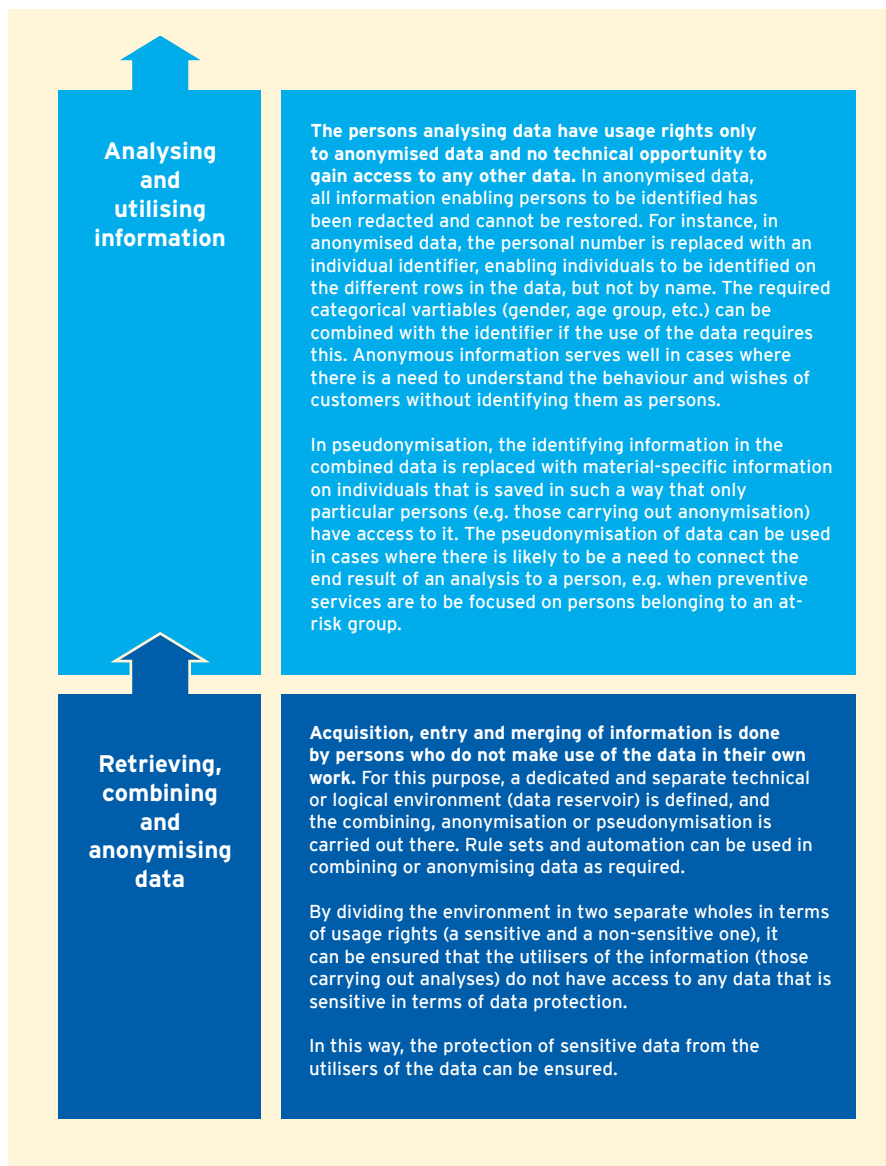 Analysing
and
utilising
information
The persons analysing data have usage rights only
to anonymised data and no technical opportunity to
gain access to any other data. In anonymised data,
all information enabling persons to be identified has
been redacted and cannot be restored. For instance, in
anonymised data, the personal number is replaced with an
individual identifier, enabling individuals to be identified on
the different rows in the data, but not by name. The required
categorical vartiables (gender, age group, etc.) can be
combined with the identifier if the use of the data requires
this. Anonymous information serves well in cases where
there is a need to understand the behaviour and wishes of
customers without identifying them as persons.
In pseudonymisation, the identifying information in the
combined data is replaced with material-specific information
on individuals that is saved in such a way that only
particular persons (e.g. those carrying out anonymisation)
have access to it. The pseudonymisation of data can be used
in cases where there is likely to be a need to connect the
end result of an analysis to a person, e.g. when preventive
services are to be focused on persons belonging to an at-
risk group.
Retrieving,
combining
and
anonymising
data
Acquisition, entry and merging of information is done
by persons who do not make use of the data in their own
work. For this purpose, a dedicated and separate technical
or logical environment (data reservoir) is defined, and
the combining, anonymisation or pseudonymisation is
carried out there. Rule sets and automation can be used in
combining or anonymising data as required.
By dividing the environment in two separate wholes in terms
of usage rights (a sensitive and a non-sensitive one), it
can be ensured that the utilisers of the information (those
carrying out analyses) do not have access to any data that is
sensitive in terms of data protection.
In this way, the protection of sensitive data from the
utilisers of the data can be ensured.